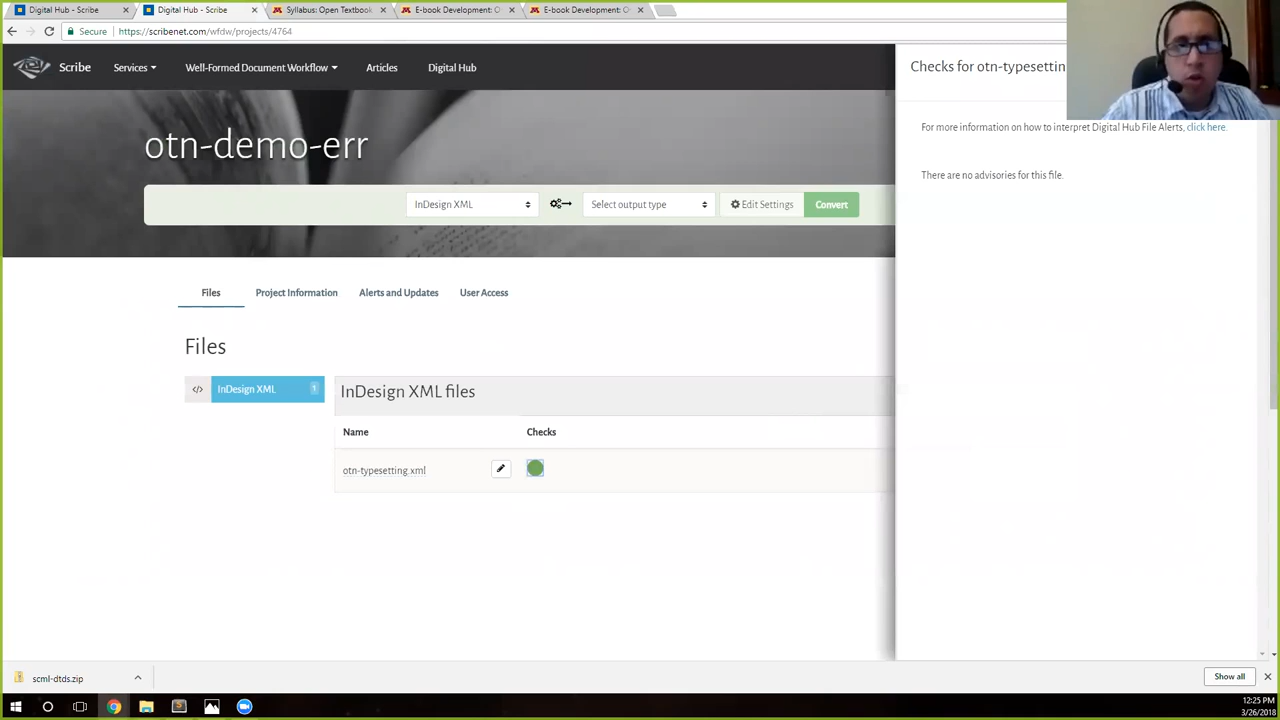 Digital Hub - Scribe
Digital Hub - Scribe
Syllabus: Open Textbook
E-book Development: O
E-book Development: O
Secure
https://scribenet.com/wfdw/projects/4764
Scribe
Services
Well-Formed Document Workflow
Articles
Digital Hub
Checks for otn-typesettin
For more information on how to interpret Digital Hub File Alerts, click here.
There are no advisories for this file.
otn-demo-err
InDesign XML
Select output type
Edit Settings
Convert
Files
Project Information
Alerts and Updates
User Access
Files
</> InDesign XML 1
InDesign XML files
Name
Checks
otn-typesetting.xml
scml-dtds.zip
Show all
12:25 PM
3/26/2018